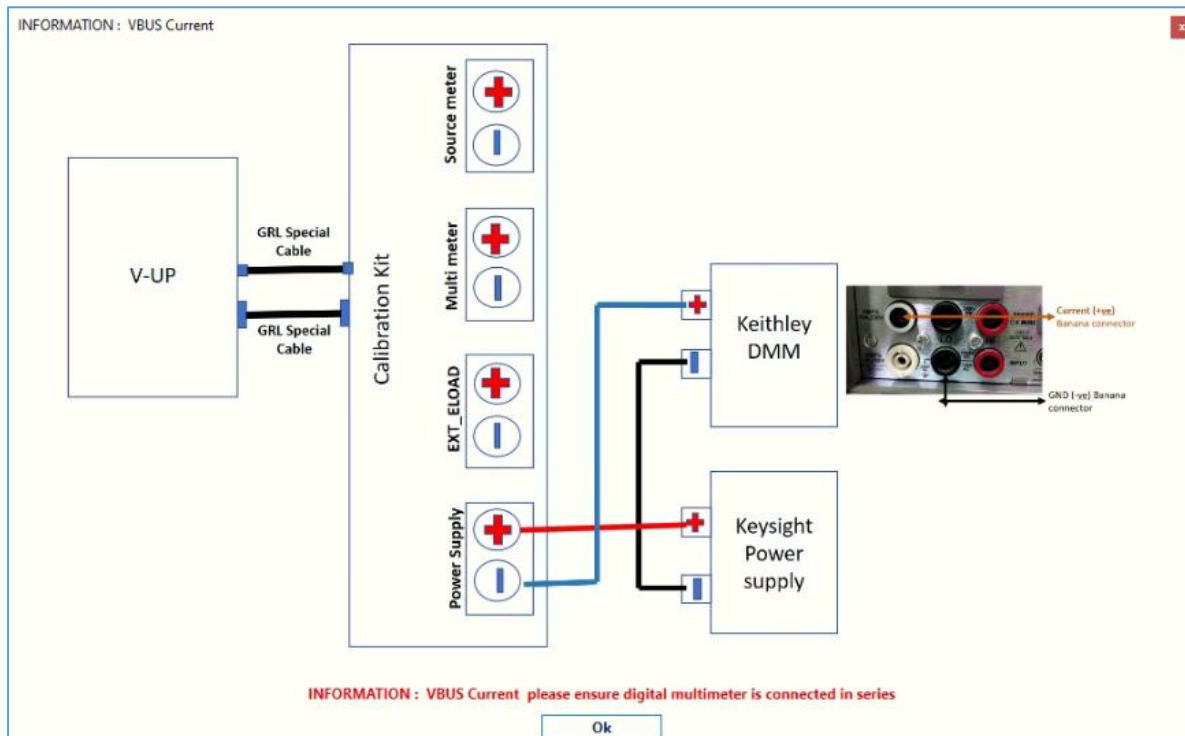 INFORMATION : VBUS Current
x
Source meter
GRL Special
Cable
V-UP
GRL Special
Cable
Calibration Kit
Multi meter
EXT_ELOAD
Power Supply
Keithley
DMM
Current (+ve)
Banana connector
LO
INPUT
GND (-ve) Banana
connector
Keysight
Power
supply
INFORMATION : VBUS Current please ensure digital multimeter is connected in series
Ok